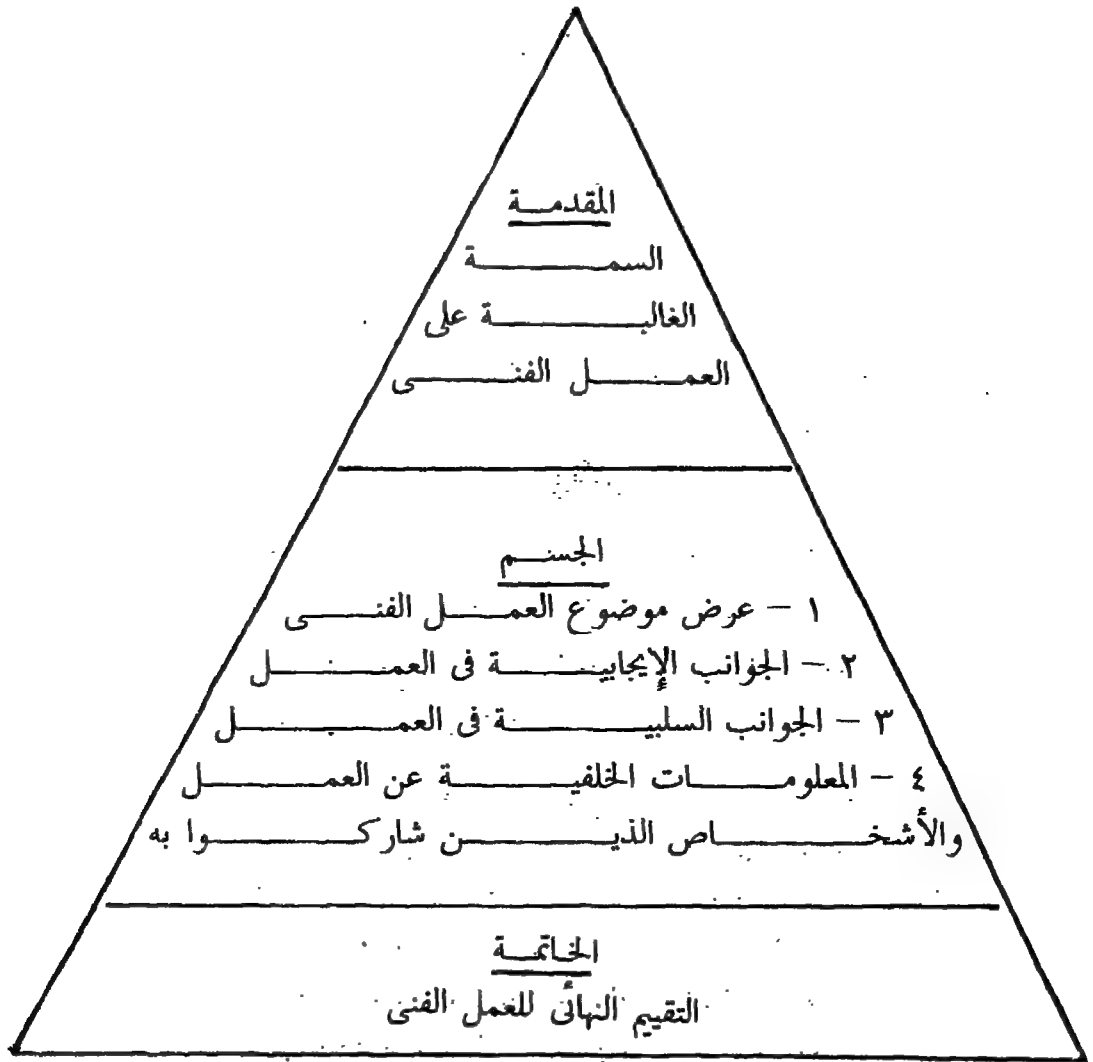 المقدمة
السمة
الغالبة على
العمل الفنى
الجسم
١ - عرض موضوع العمل الفنى
٢ - الجوانب الإيجابية فى العمل
٣ - الجوانب السلبية فى العمل
٤ - المعلومات الخلفية عن العمل
والأشخاص الذين شاركوا به
الخاتمة
التقييم النهائى للعمل الفنى